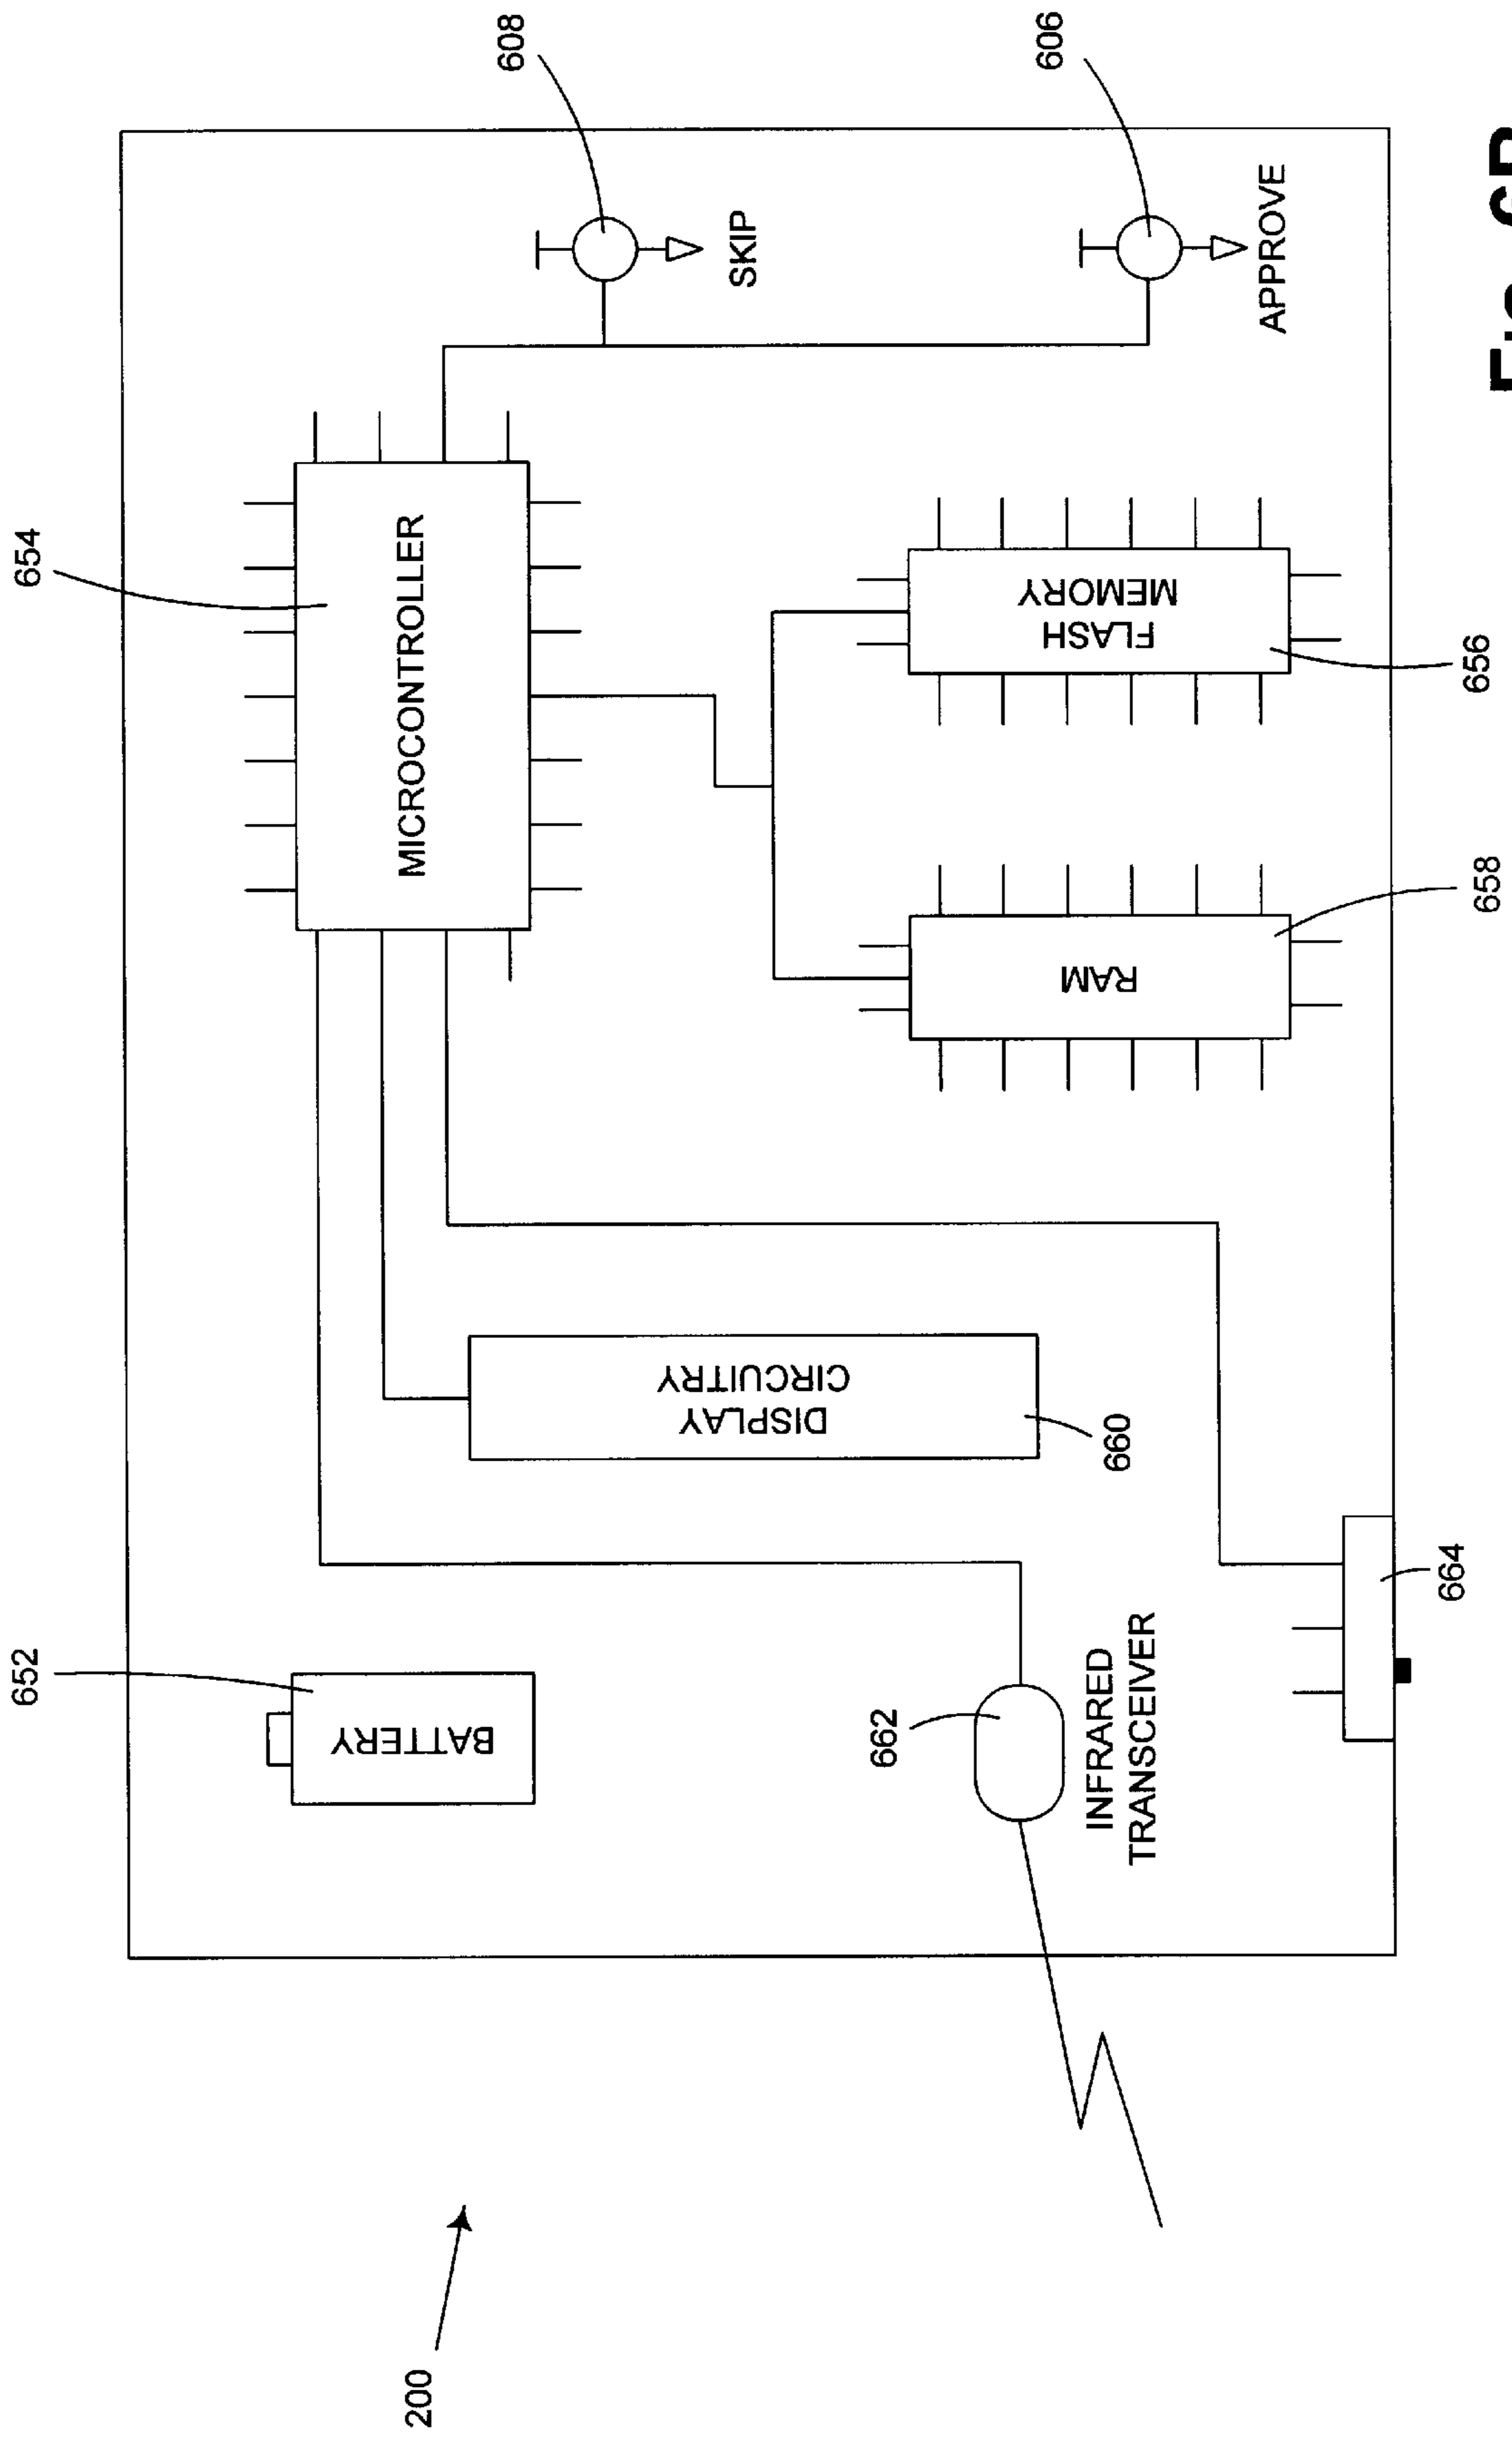 608
606
SKIP
APPROVE
654
MICROCONTROLLER
FLASH
MEMORY
656
RAM
658
DISPLAY
CIRCUITRY
660
652
BATTERY
662
INFRARED
TRANSCEIVER
664
200